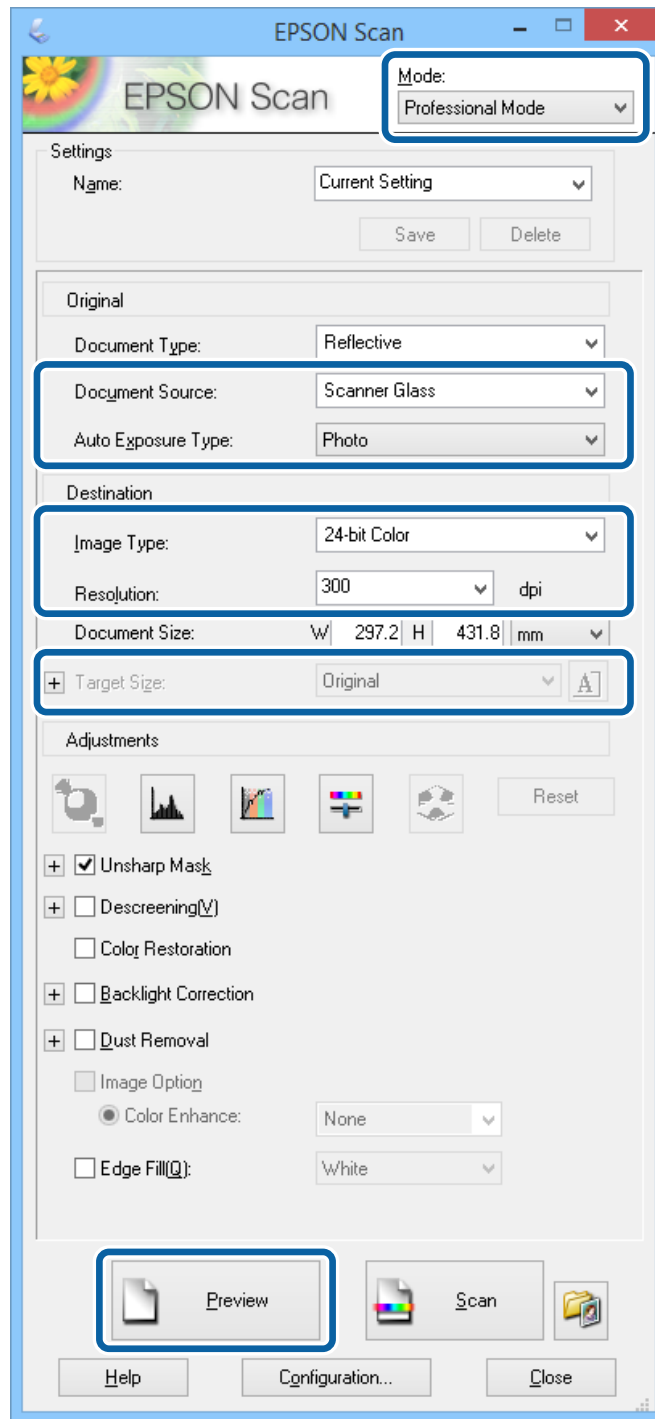 EPSON Scan
EPSON Scan
Mode:
Professional Mode
Settings
Name: Current Setting
Save Delete
Original
Document Type: Reflective
Document Source: Scanner Glass
Auto Exposure Type: Photo
Destination
Image Type: 24-bit Color
Resolution: 300 dpi
Document Size: W 297.2 H 431.8 mm
+ Target Size: Original A
Adjustments
Reset
+ Unsharp Mask
+ Descreening(V)
Color Restoration
+ Backlight Correction
+ Dust Removal
Image Option
Color Enhance: None
Edge Fill(Q): White
Preview Scan
Help Configuration... Close